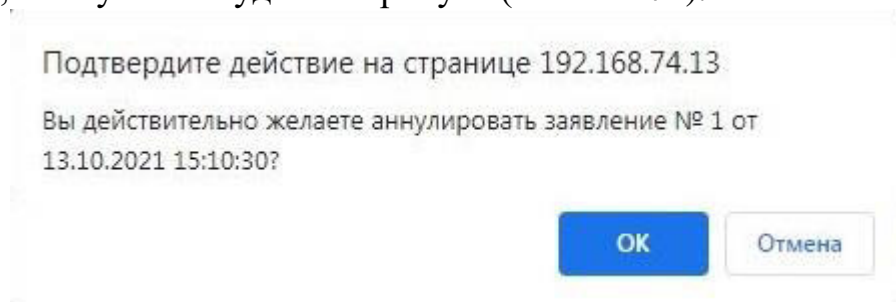 Подтвердите действие на странице 192.168.74.13
Вы действительно желаете аннулировать заявление № 1 от
13.10.2021 15:10:30?
ОК
Отмена